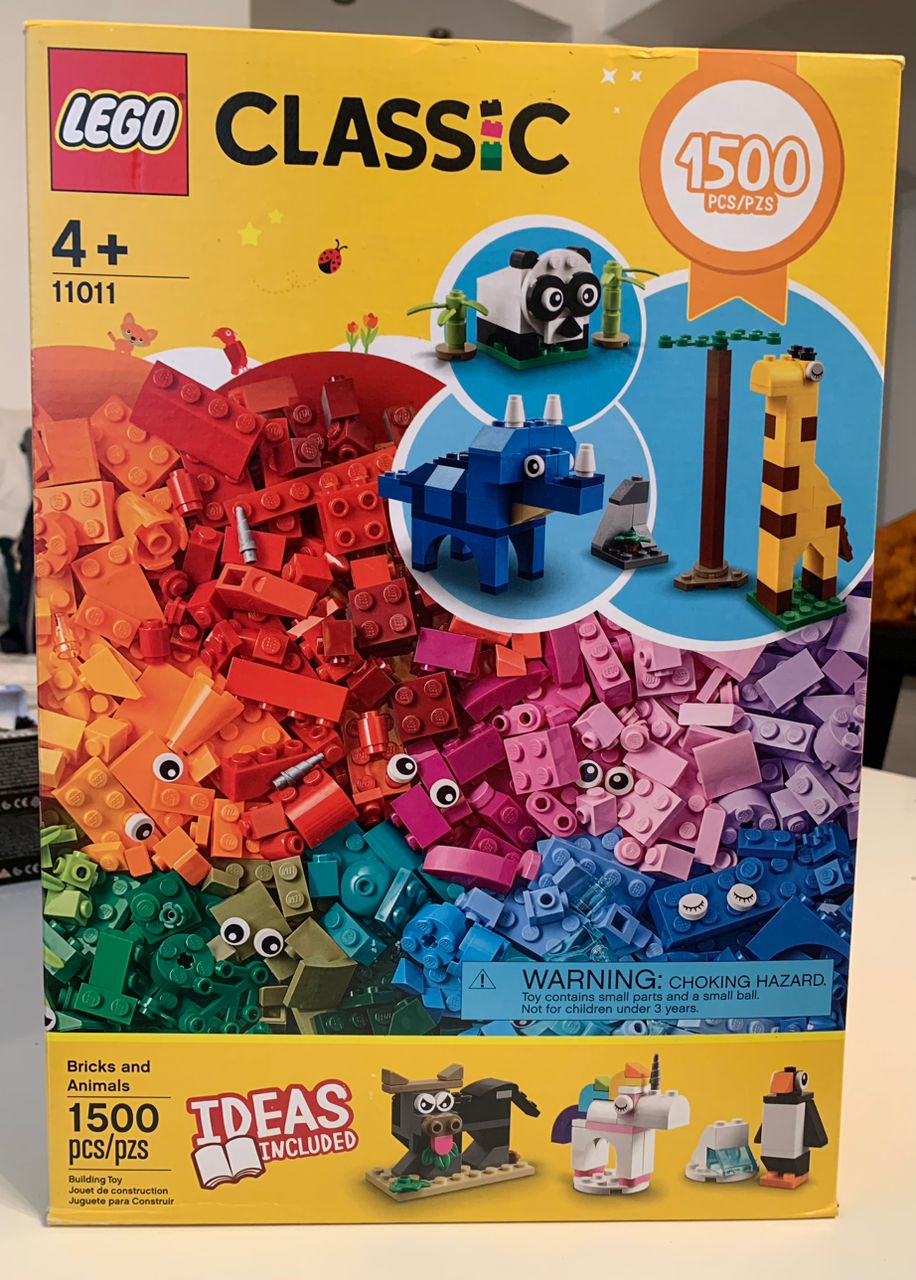 LEGO
CLASSiC
1500
PCS/PZS
4+
11011
WARNING: CHOKING HAZARD.
Toy contains small parts and a small ball.
Not for children under 3 years.
Bricks and
Animals
1500
pcs/pzs
Building Toy
Jouet de construction
Juguete para Construir
IDEAS
INCLUDED